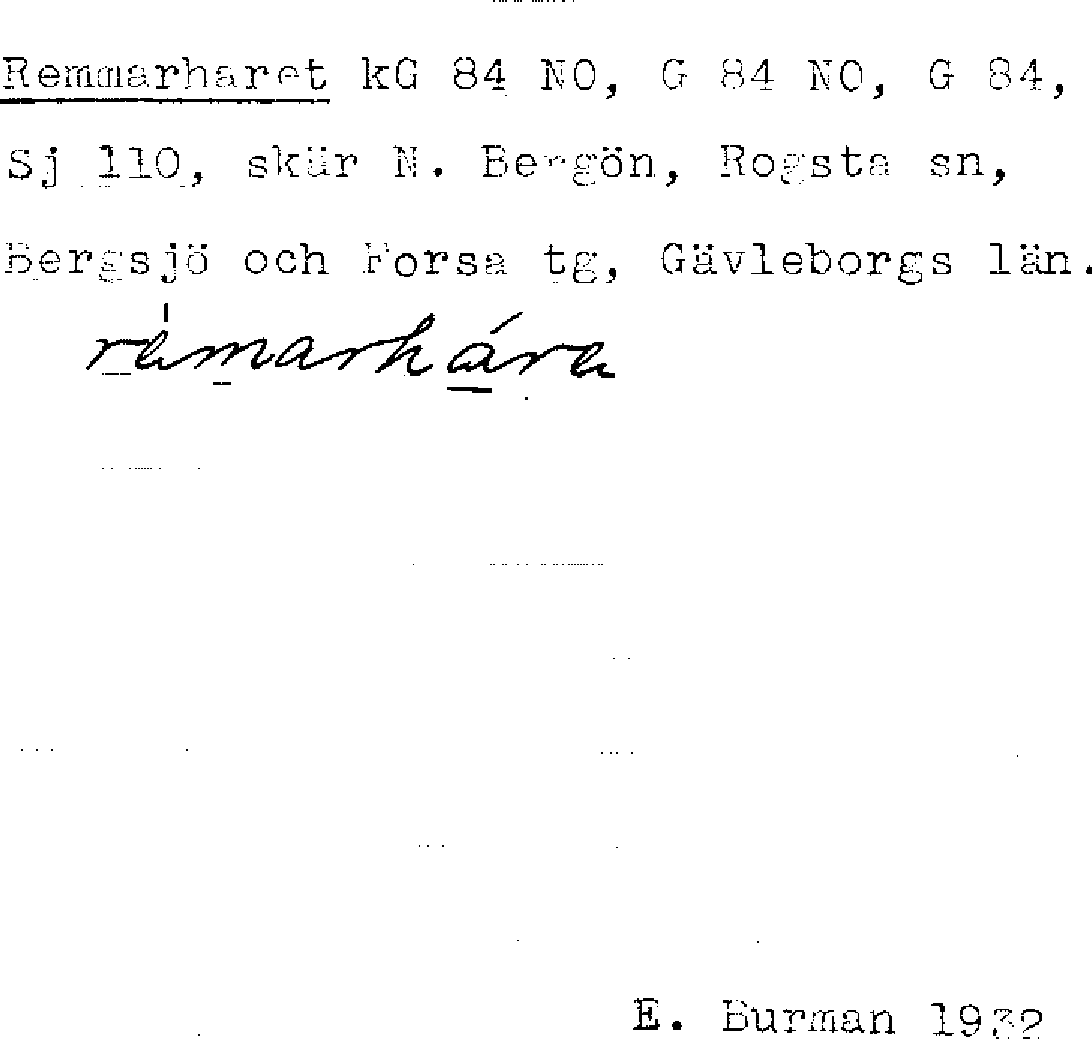 Remmarharet kG 84 NO, G 84 NO, G 84,
Sj 110, skär N. Bergön, Rogsta sn,
Bergsjö och Forsa tg, Gävleborgs län.
E. Burman 1932